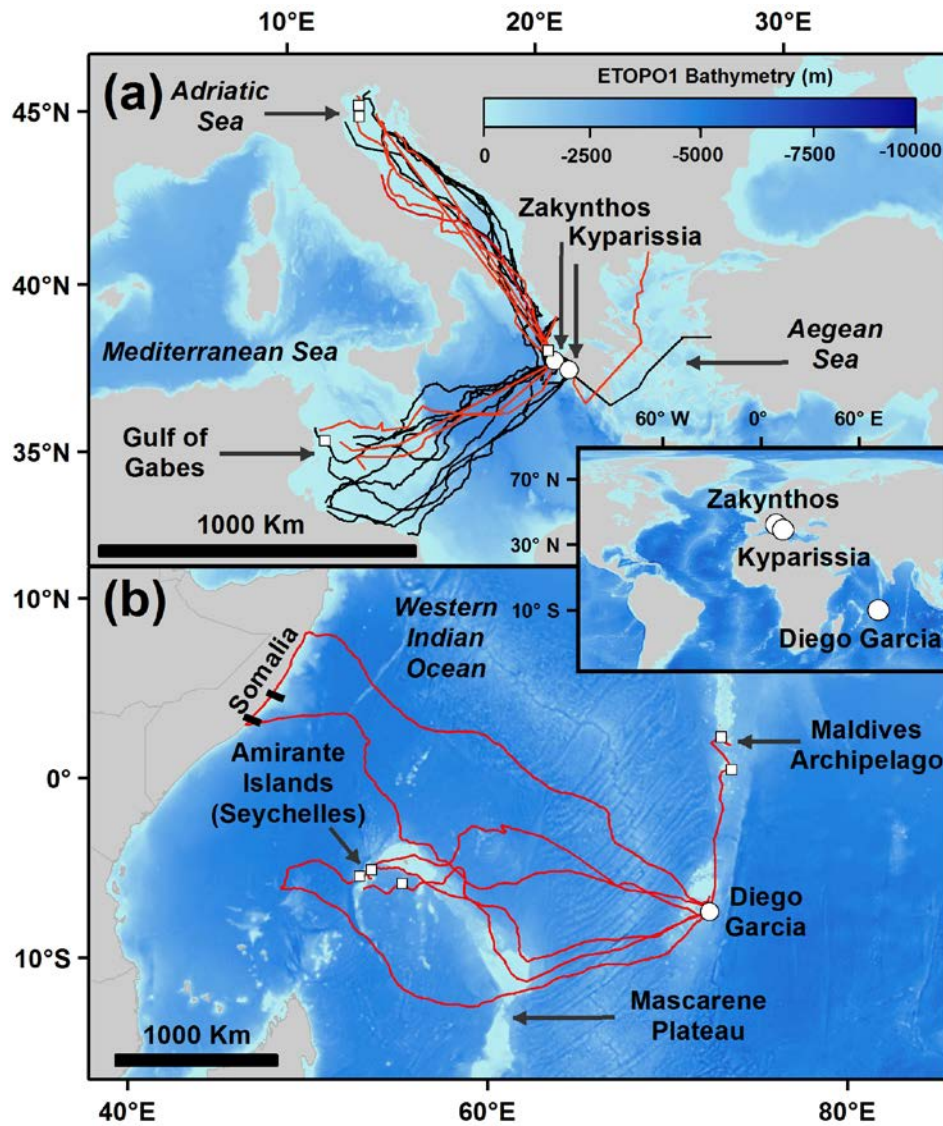 10°E 20°E 30°E
(a)
Adriatic
Sea
ETOPO1 Bathymetry (m)
0 -2500 -5000 -7500 -10000
45°N
Zakynthos
Kyparissia
40°N
Mediterranean Sea
Aegean
Sea
35°N
Gulf of
Gabes
1000 Km
60° W 0° 60° E
70° N
30° N
10° S
Zakynthos
Kyparissia
Diego Garcia
(b)
10°N
Western
Indian
Ocean
Somalia
Amirante
Islands
(Seychelles)
Maldives
Archipelago
0°
Diego
Garcia
10°S
Mascarene
Plateau
1000 Km
40°E 60°E 80°E